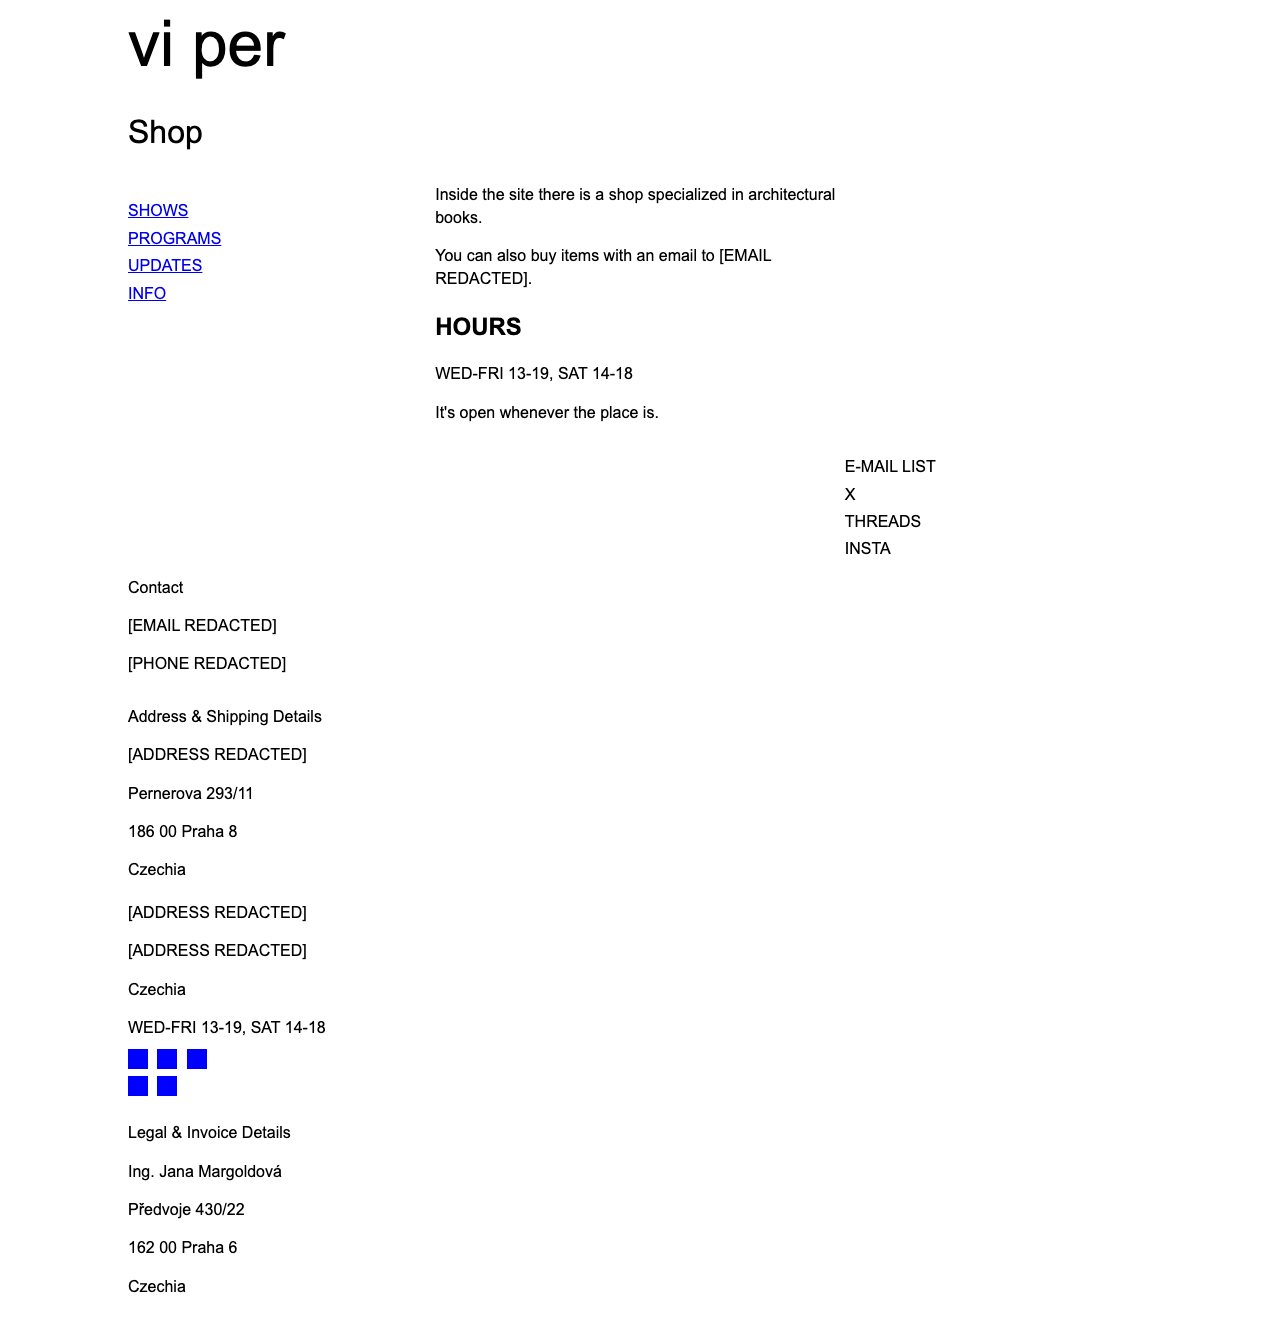 vi per
Shop
SHOWS
PROGRAMS
UPDATES
INFO
Inside the site there is a shop specialized in architectural
books.
You can also buy items with an email to [EMAIL
REDACTED].
HOURS
WED-FRI 13-19, SAT 14-18
It's open whenever the place is.
E-MAIL LIST
X
THREADS
INSTA
Contact
[EMAIL REDACTED]
[PHONE REDACTED]
Address & Shipping Details
[ADDRESS REDACTED]
Pernerova 293/11
186 00 Praha 8
Czechia
[ADDRESS REDACTED]
[ADDRESS REDACTED]
Czechia
WED-FRI 13-19, SAT 14-18
Legal & Invoice Details
Ing. Jana Margoldová
Předvoje 430/22
162 00 Praha 6
Czechia